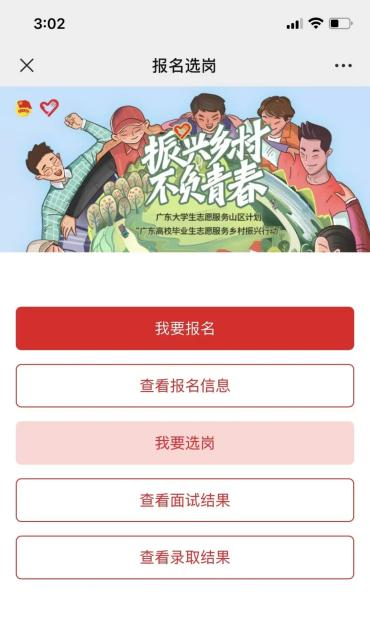 3:02
报名选岗
振兴乡村
不负青春
广东大学生志愿服务山区计划
“广东高校毕业生志愿服务乡村振兴行动”
我要报名
查看报名信息
我要选岗
查看面试结果
查看录取结果